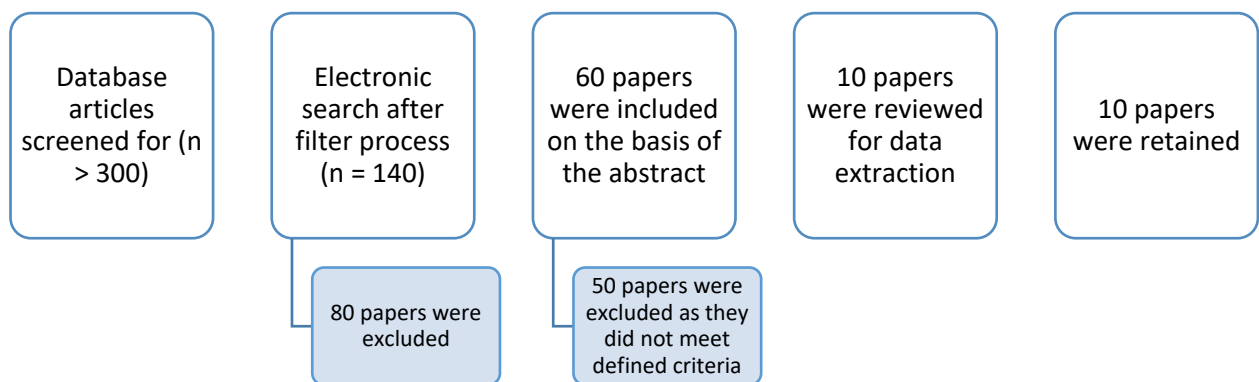 Database
articles
screened for (n
> 300)
Electronic
search after
filter process
(n = 140)
60 papers
were included
on the basis of
the abstract
10 papers
were reviewed
for data
extraction
10 papers
were retained
80 papers were
excluded
50 papers were
excluded as they
did not meet
defined criteria